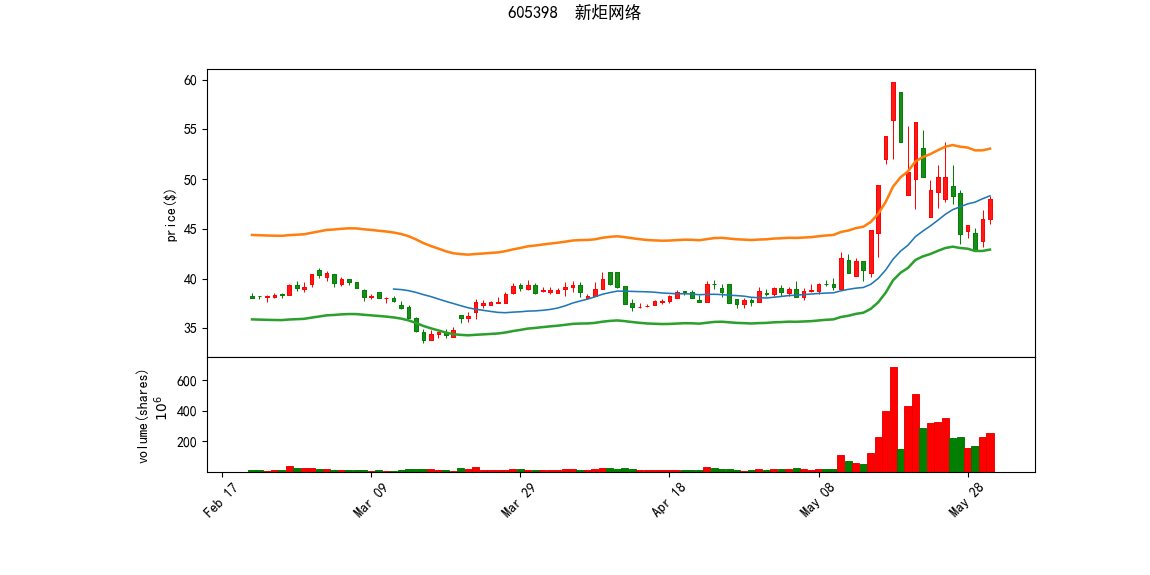 605398 新炬网络
price($)
60
55
50
45
40
35
volume(shares)
10^6
600
400
200
Feb 17
Mar 09
Mar 29
Apr 18
May 08
May 28